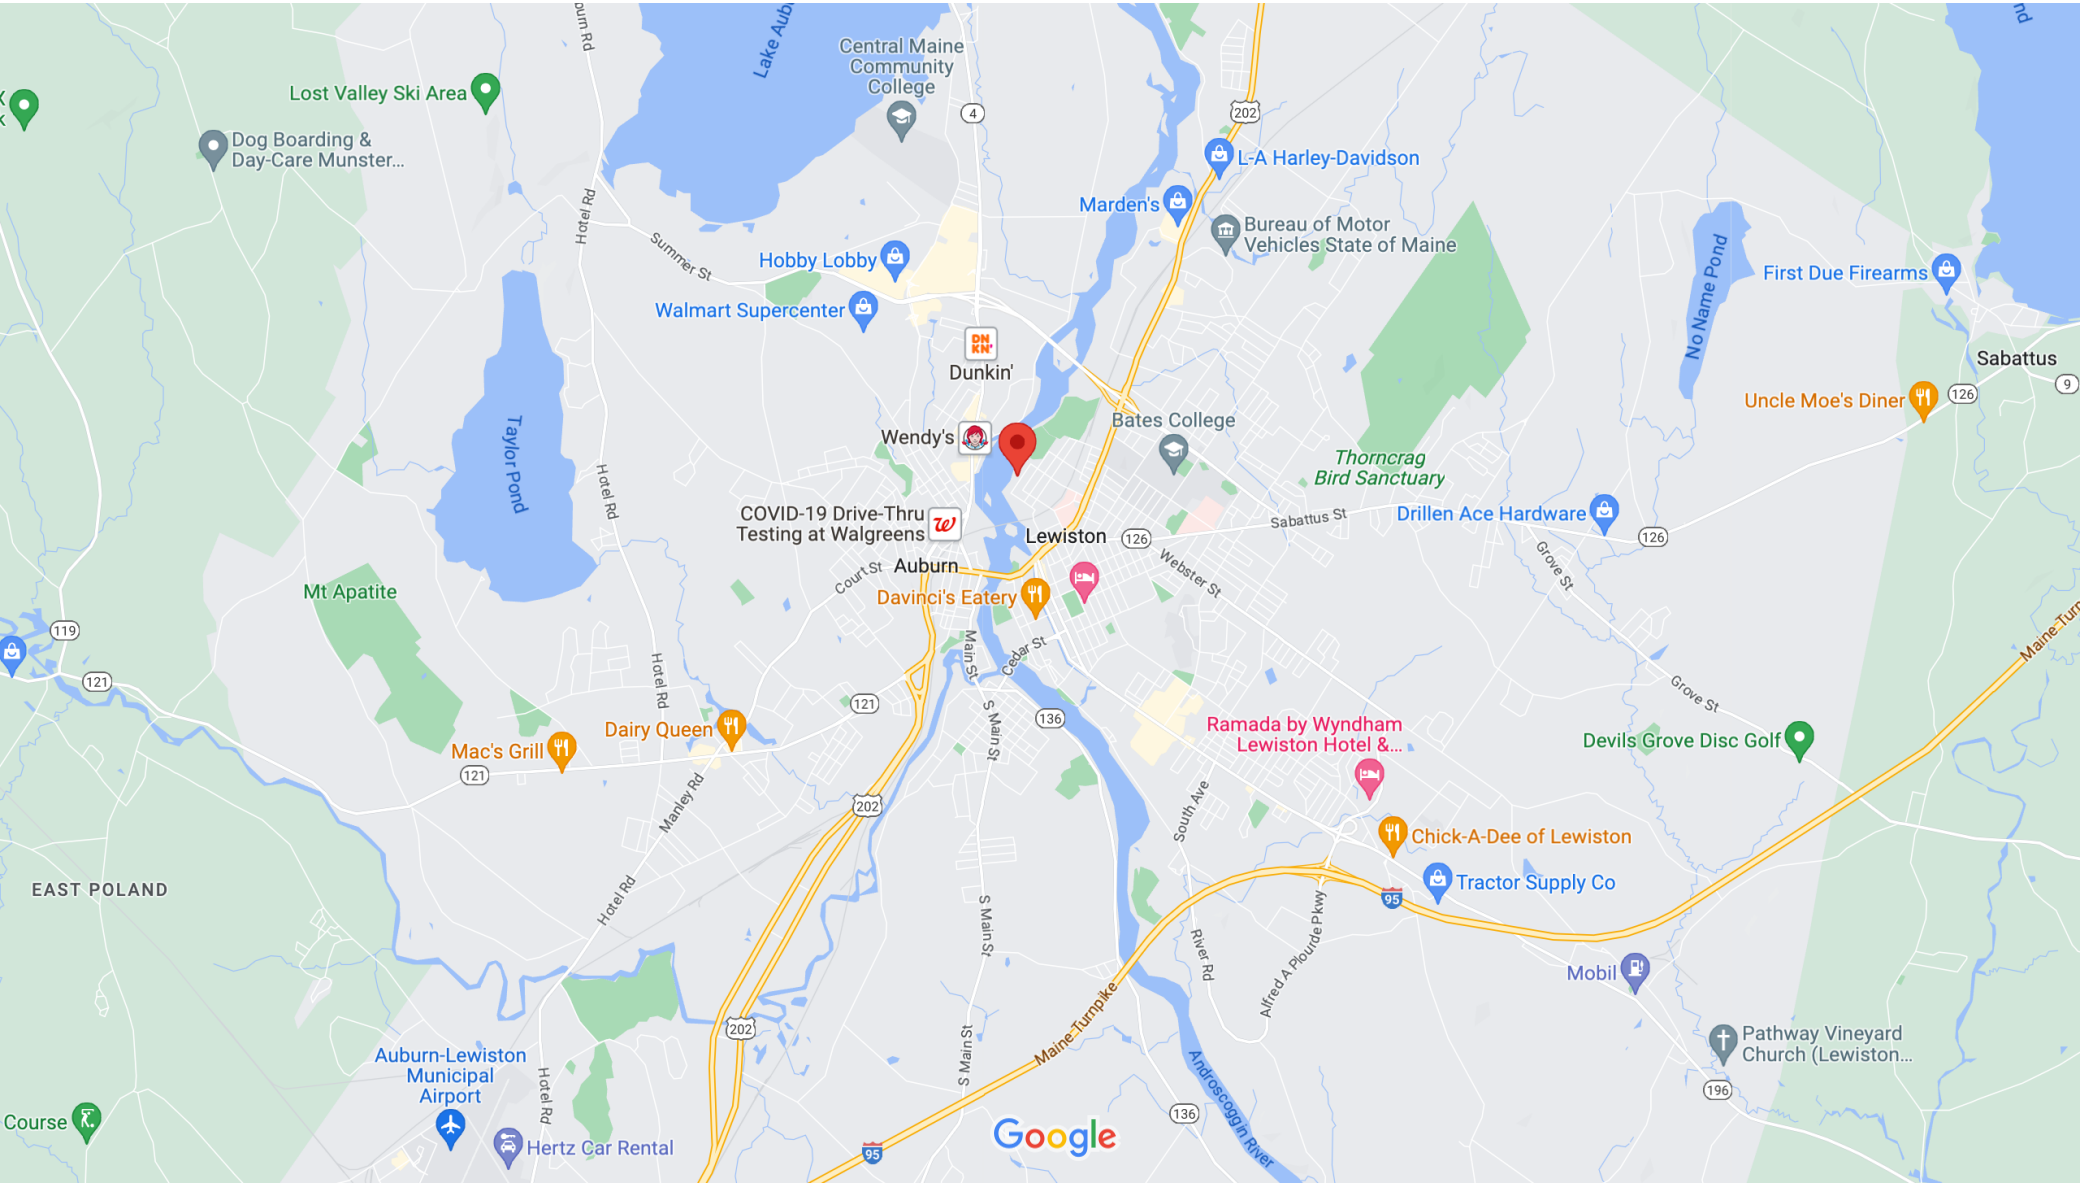 Lake Aub
nd
burn Rd
Central Maine
Community
College
Lost Valley Ski Area
4
202
Dog Boarding &
Day-Care Munster...
L-A Harley-Davidson
Marden's
Hotel Rd
Bureau of Motor
Vehicles State of Maine
Summer St
Hobby Lobby
No Name Pond
First Due Firearms
Walmart Supercenter
DN
KN'
Dunkin'
Sabattus
9
126
Uncle Moe's Diner
Bates College
Wendy's
Taylor Pond
Thorncrag
Bird Sanctuary
Hotel Rd
COVID-19 Drive-Thru
Testing at Walgreens
W
Sabattus St
Drillen Ace Hardware
Lewiston
126
126
Auburn
Court St
Webster St
Grove St
Mt Apatite
Davinci's Eatery
119
Main St
Cedar St
Maine Turn
121
Hotel Rd
121
Grove St
136
S Main St
Dairy Queen
Ramada by Wyndham
Lewiston Hotel &...
Devils Grove Disc Golf
Mac's Grill
121
Manley Rd
202
South Ave
Chick-A-Dee of Lewiston
EAST POLAND
Tractor Supply Co
95
Hotel Rd
S Main St
River Rd
Alfred A Plourde Pkwy
Mobil
202
Maine Turnpike
Pathway Vineyard
Church (Lewiston...
Auburn-Lewiston
Municipal
Airport
S Main St
Hotel Rd
Androscoggin River
196
Course
136
Google
Hertz Car Rental
95